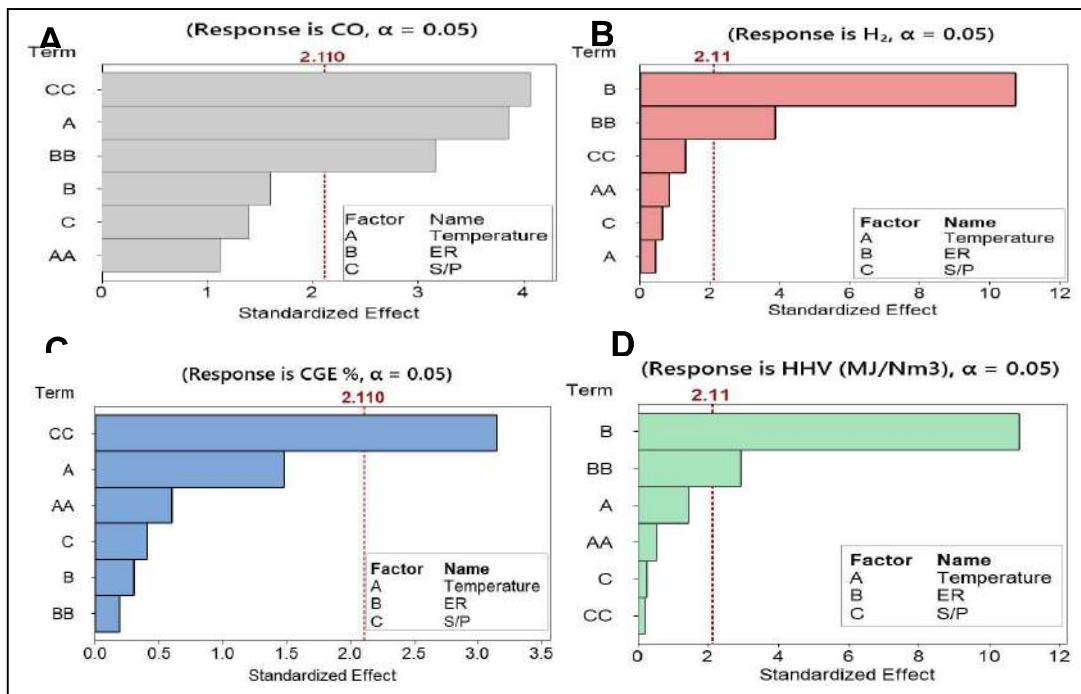 A
(Response is CO, α = 0.05)
Term
2.110
CC
A
BB
B
C
AA
Factor Name
A Temperature
B ER
C S/P
0 1 2 3 4
Standardized Effect
B
(Response is H₂, α = 0.05)
Term
2.11
B
BB
CC
AA
C
A
Factor Name
A Temperature
B ER
C S/P
0 2 4 6 8 10 12
Standardized Effect
C
(Response is CGE %, α = 0.05)
Term
2.110
CC
A
AA
C
B
BB
Factor Name
A Temperature
B ER
C S/P
0.0 0.5 1.0 1.5 2.0 2.5 3.0 3.5
Standardized Effect
D
(Response is HHV (MJ/Nm3), α = 0.05)
Term
2.11
B
BB
A
AA
C
CC
Factor Name
A Temperature
B ER
C S/P
0 2 4 6 8 10 12
Standardized Effect